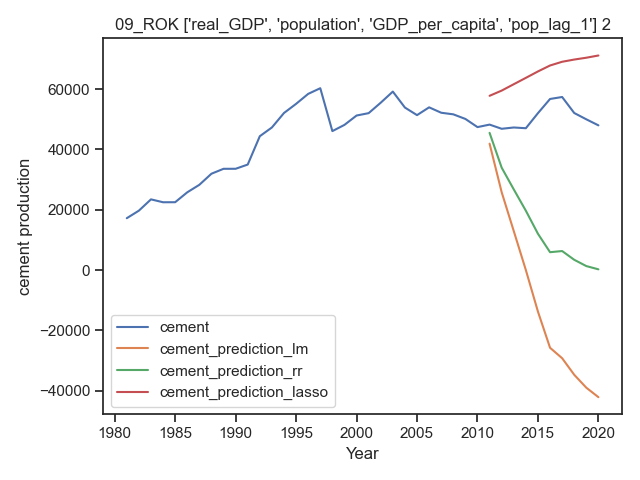 09_ROK ['real_GDP', 'population', 'GDP_per_capita', 'pop_lag_1'] 2
cement production
60000
40000
20000
0
−20000
−40000
cement
cement_prediction_lm
cement_prediction_rr
cement_prediction_lasso
1980 1985 1990 1995 2000 2005 2010 2015 2020
Year